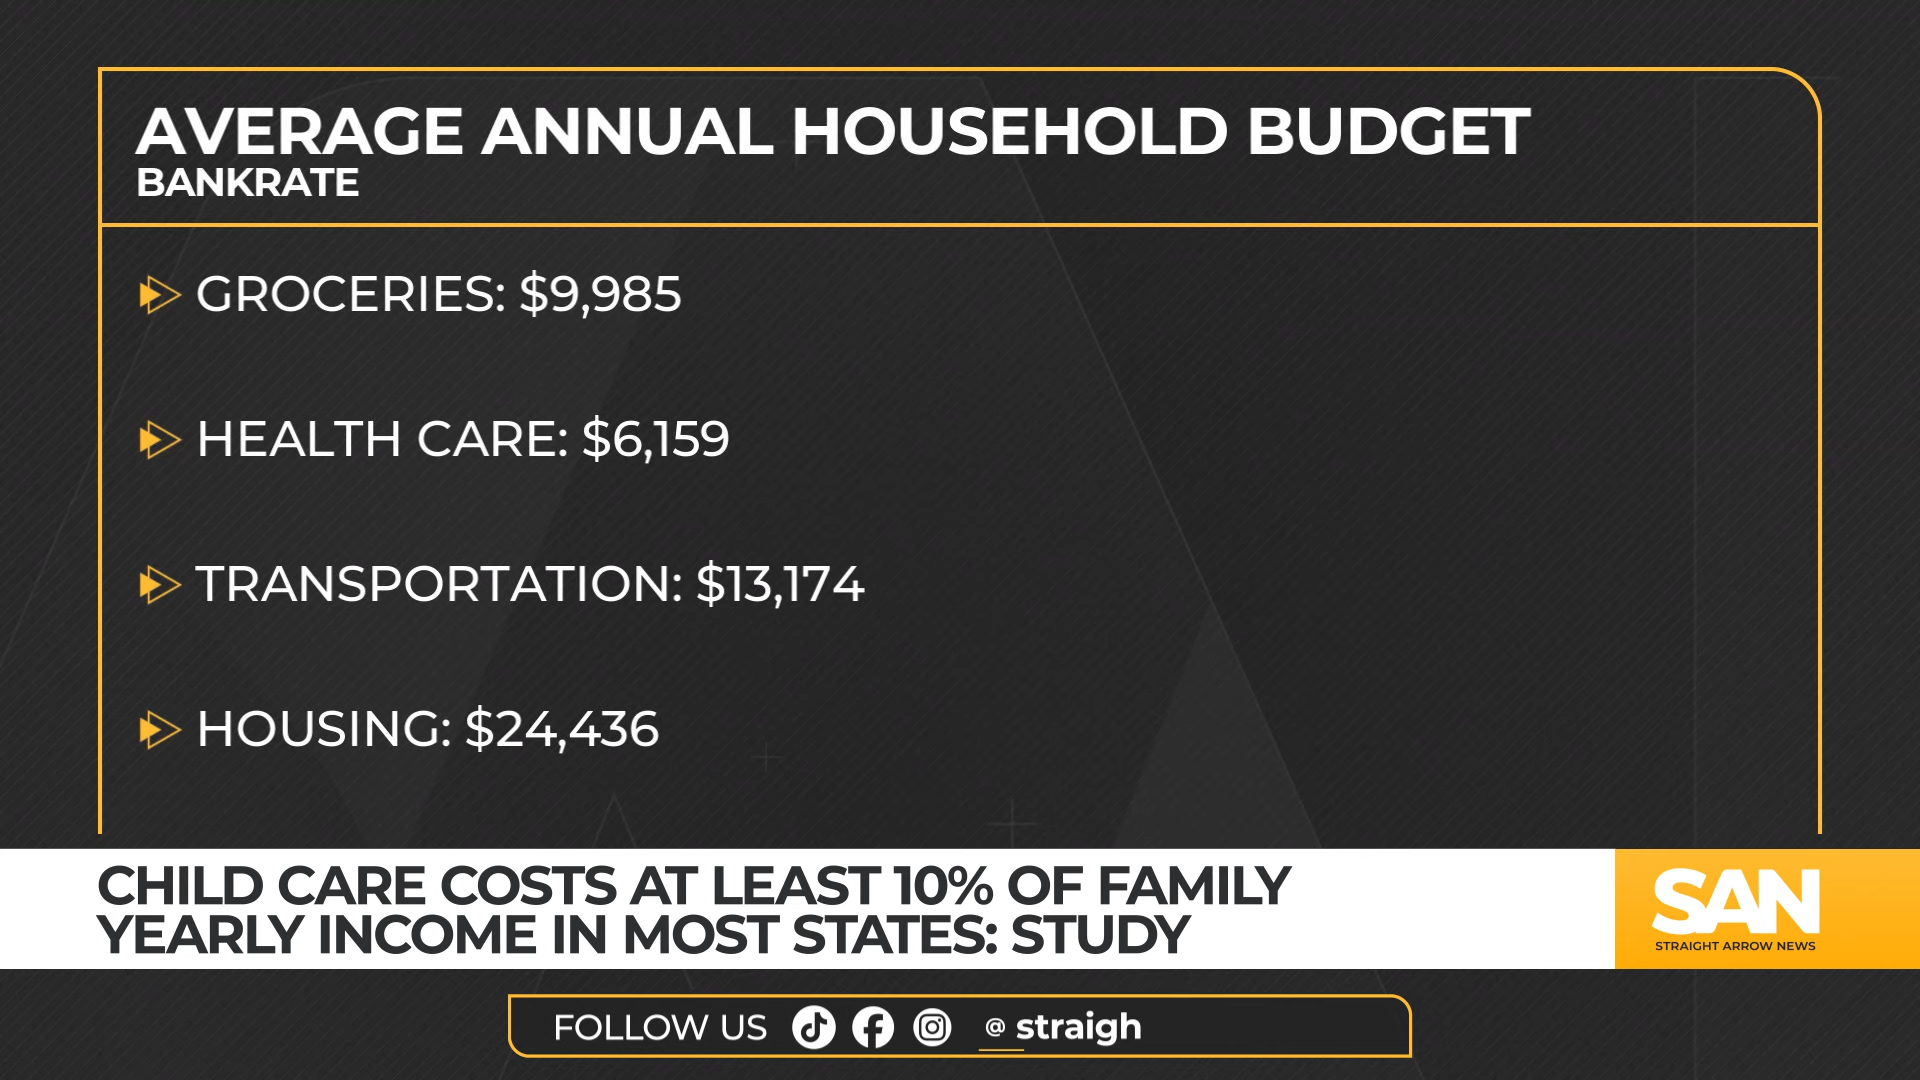 AVERAGE ANNUAL HOUSEHOLD BUDGET
BANKRATE
GROCERIES: $9,985
HEALTH CARE: $6,159
TRANSPORTATION: $13,174
HOUSING: $24,436
CHILD CARE COSTS AT LEAST 10% OF FAMILY
YEARLY INCOME IN MOST STATES: STUDY
SAN
STRAIGHT ARROW NEWS
FOLLOW US @ straigh